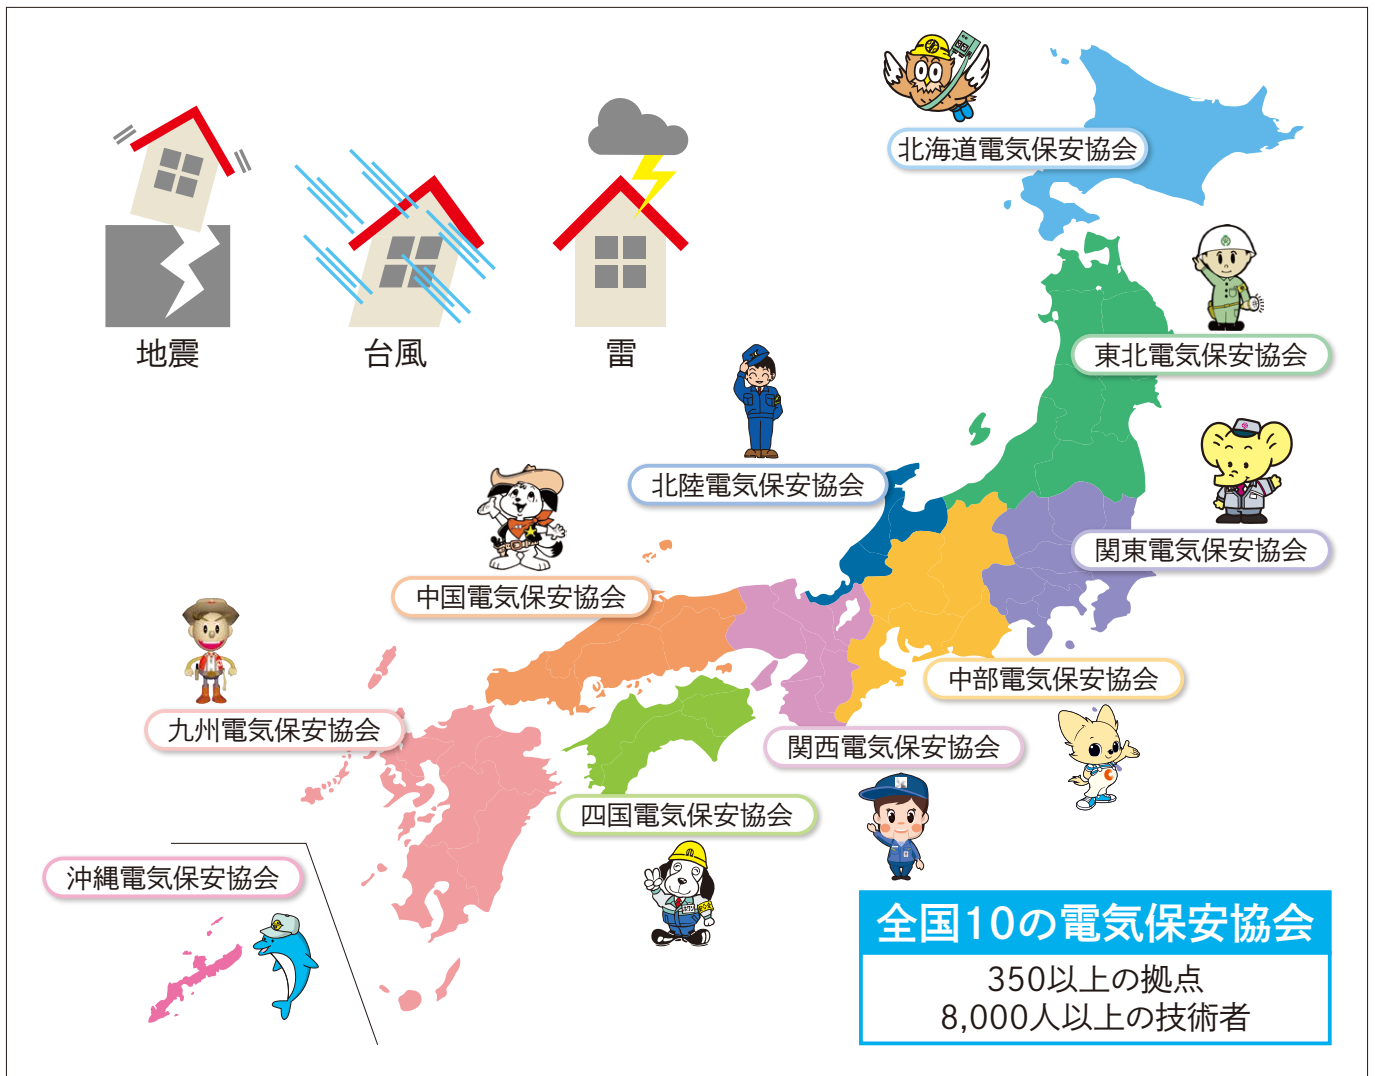 北海道電気保安協会
東北電気保安協会
地震
台風
雷
北陸電気保安協会
関東電気保安協会
中国電気保安協会
中部電気保安協会
九州電気保安協会
関西電気保安協会
四国電気保安協会
沖縄電気保安協会
全国10の電気保安協会
350以上の拠点
8,000人以上の技術者